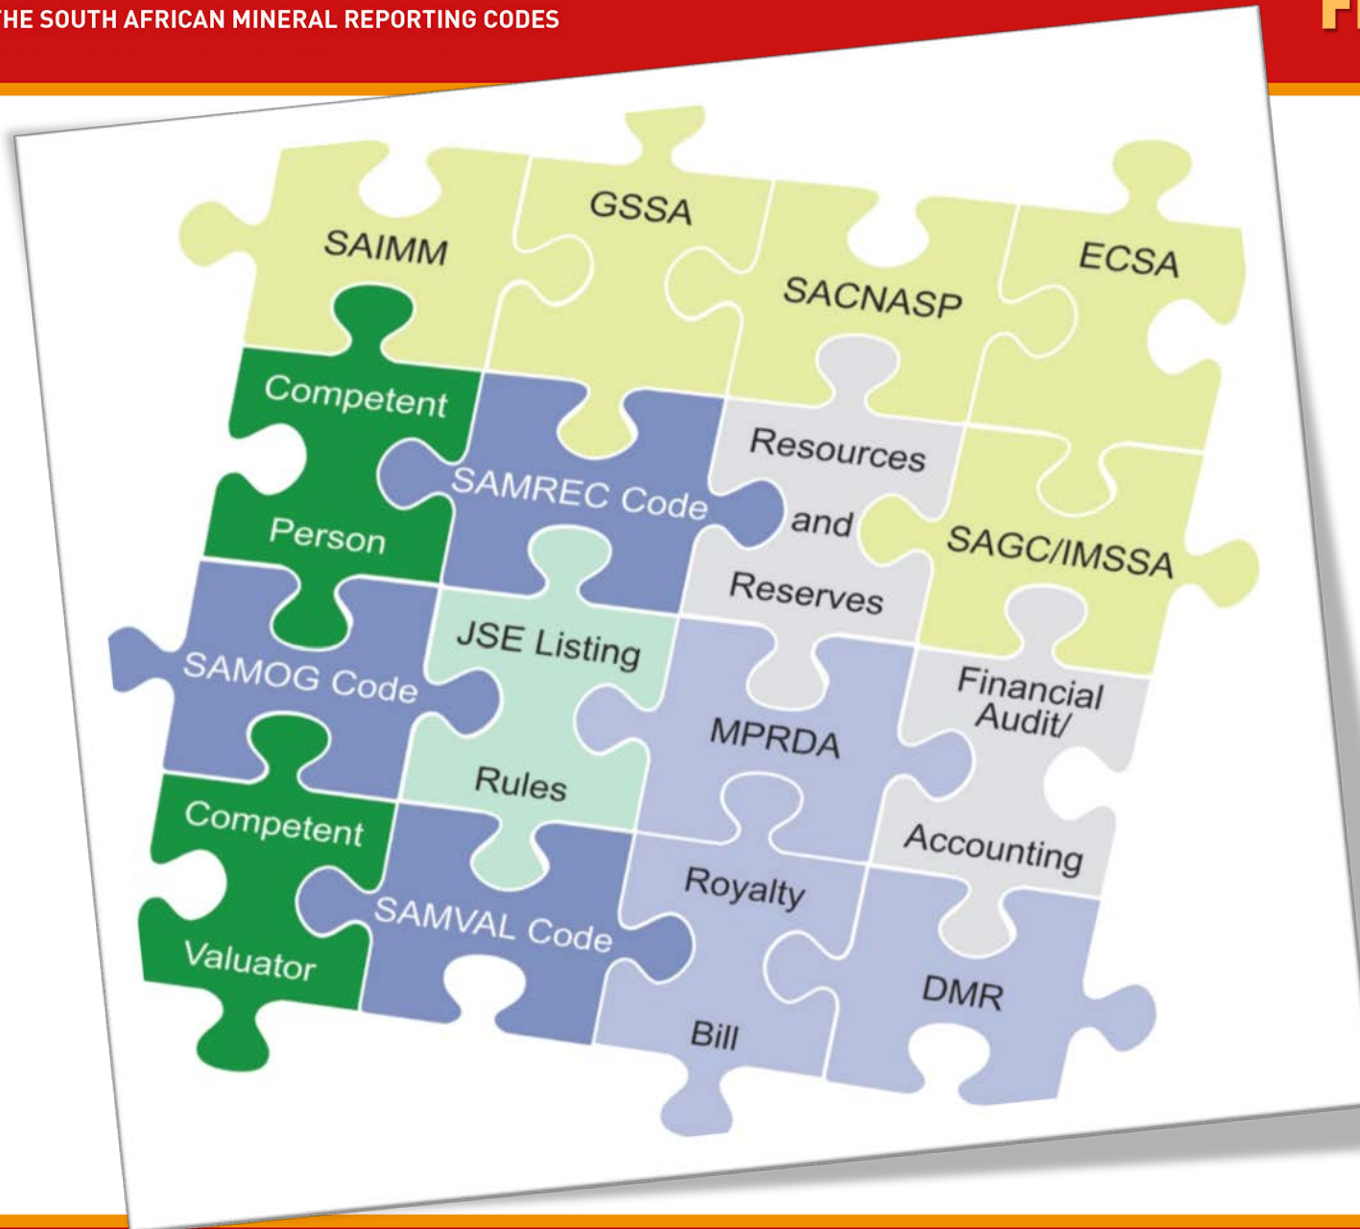 THE SOUTH AFRICAN MINERAL REPORTING CODES
SAIMM
GSSA
SACNASP
ECSA
Competent
Person
SAMREC Code
Resources
and
Reserves
SAGC/IMSSA
SAMOG Code
JSE Listing
Rules
MPRDA
Financial
Audit/
Accounting
Competent
Valuator
SAMVAL Code
Royalty
Bill
DMR